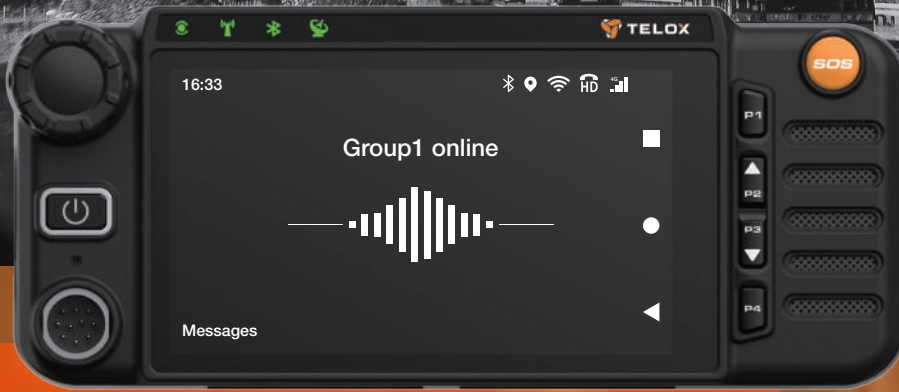 TELOX
SOS
16:33
HD
4G
P1
Group1 online
P2
P3
P4
Messages